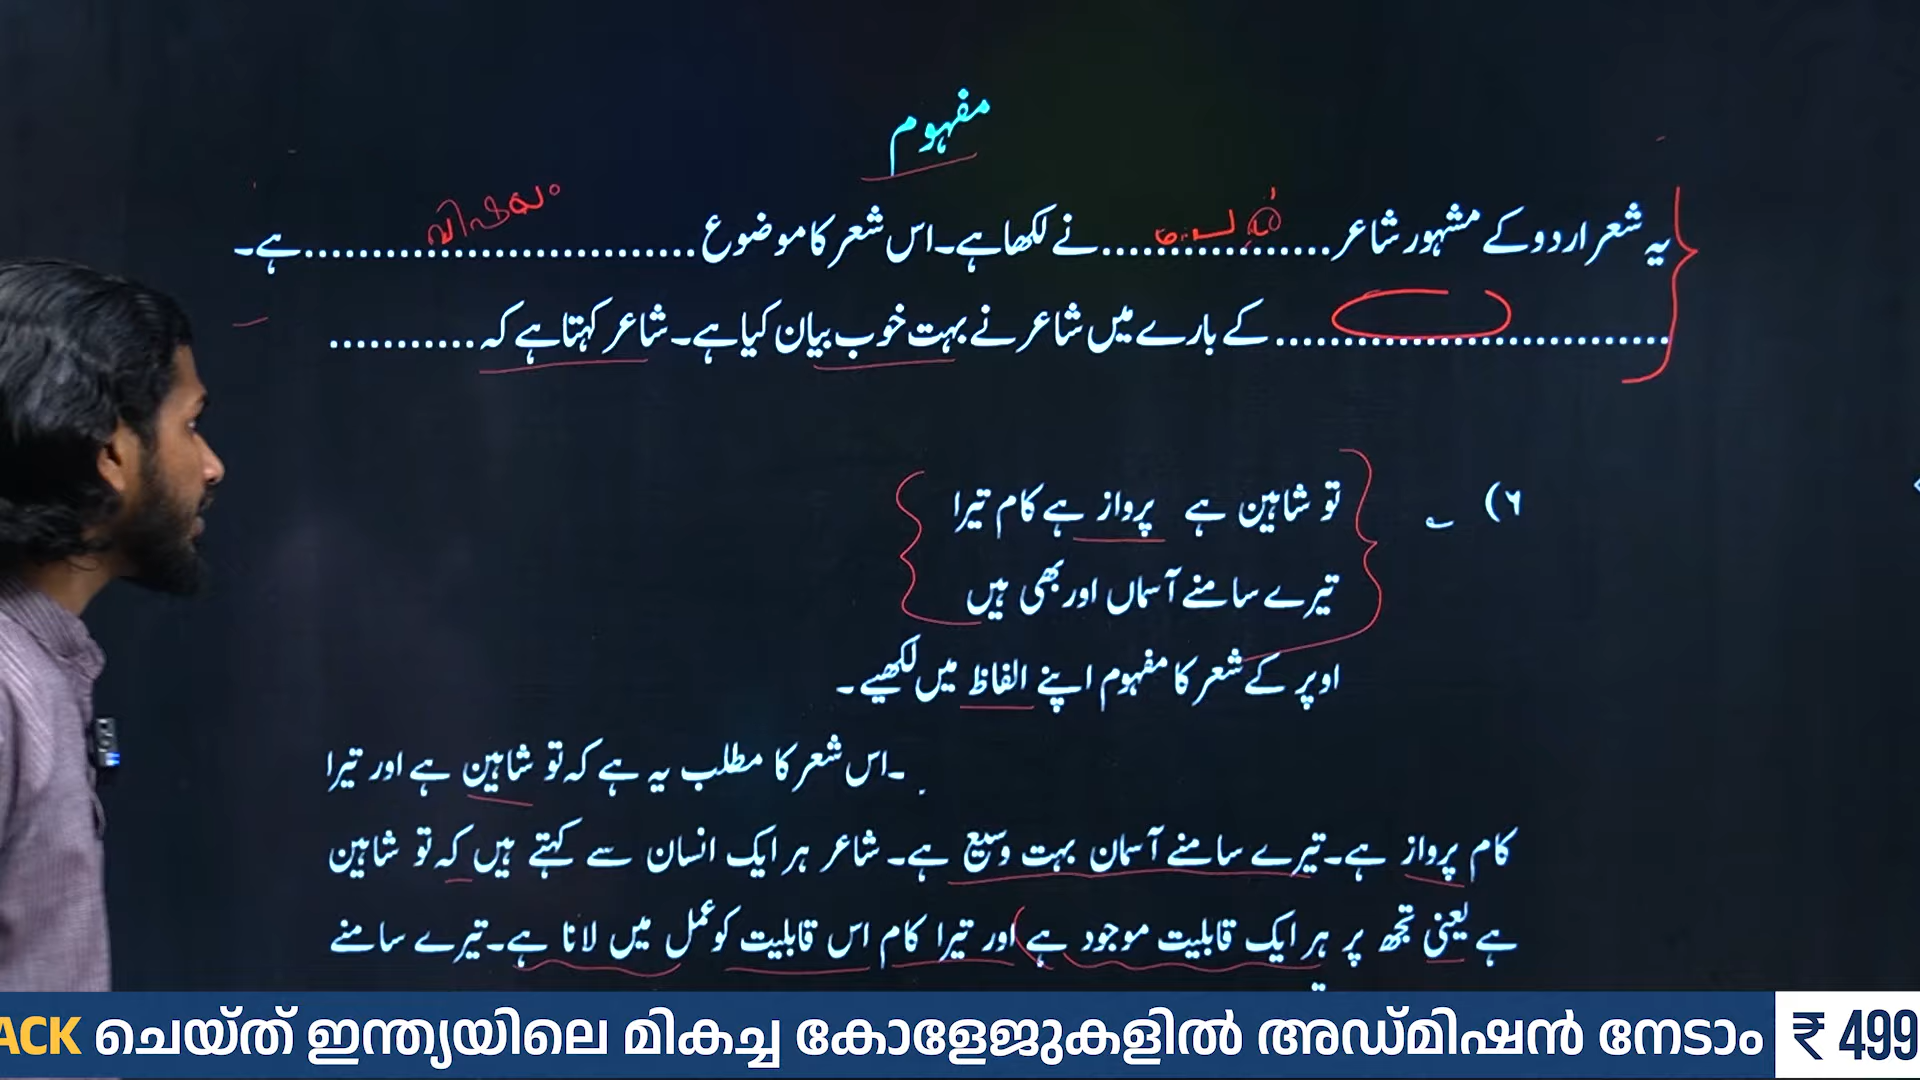 مفہوم
یہ شعر اردو کے مشہور شاعر ................. نے لکھا ہے۔ اس شعر کا موضوع ............................. ہے۔
വിഷയം
............................. کے بارے میں شاعر نے بہت خوب بیان کیا ہے۔ شاعر کہتا ہے کہ ...........
۶) ؎ تو شاہین ہے پرواز ہے کام تیرا
تیرے سامنے آسماں اور بھی ہیں
اوپر کے شعر کا مفہوم اپنے الفاظ میں لکھیے۔
۔اس شعر کا مطلب یہ ہے کہ تو شاہین ہے اور تیرا
کام پرواز ہے۔تیرے سامنے آسمان بہت وسیع ہے۔ شاعر ہر ایک انسان سے کہتے ہیں کہ تو شاہین
ہے یعنی تجھ پر ہر ایک قابلیت موجود ہے اور تیرا کام اس قابلیت کو عمل میں لانا ہے۔تیرے سامنے
ACK ചെയ്ത് ഇന്ത്യയിലെ മികച്ച കോളേജുകളിൽ അഡ്മിഷൻ നേടാം ₹ 499